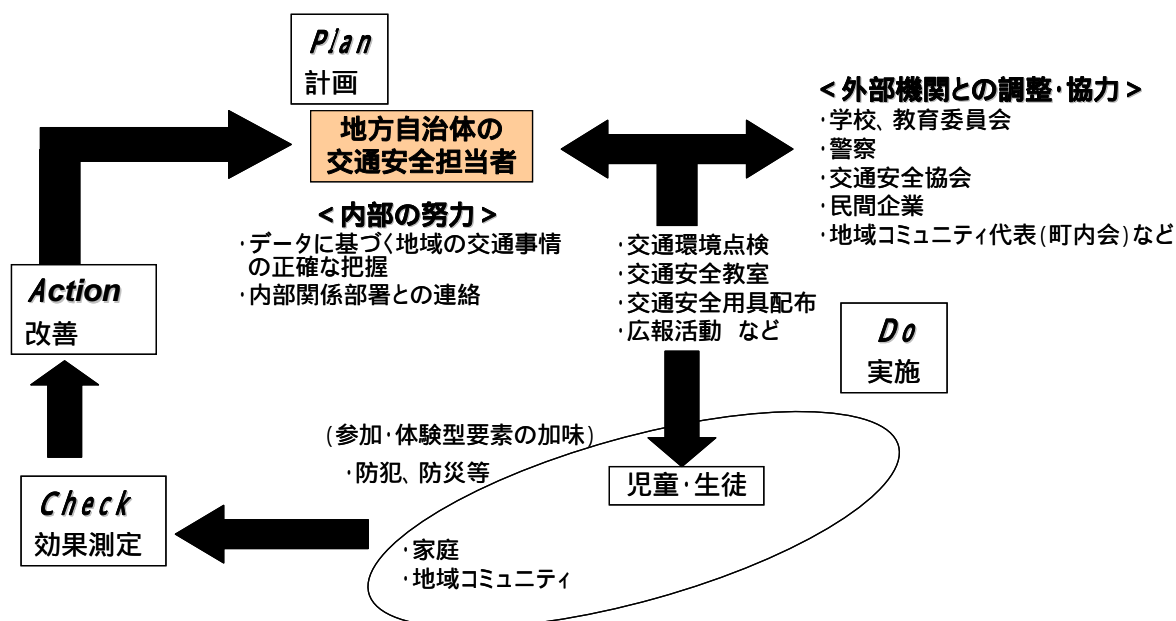 Plan
計画
地方自治体の
交通安全担当者
<内部の努力>
・データに基づく地域の交通事情
の正確な把握
・内部関係部署との連絡
<外部機関との調整・協力>
・学校、教育委員会
・警察
・交通安全協会
・民間企業
・地域コミュニティ代表(町内会)など
・交通環境点検
・交通安全教室
・交通安全用具配布
・広報活動 など
Do
実施
児童・生徒
(参加・体験型要素の加味)
・防犯、防災等
・家庭
・地域コミュニティ
Check
効果測定
Action
改善